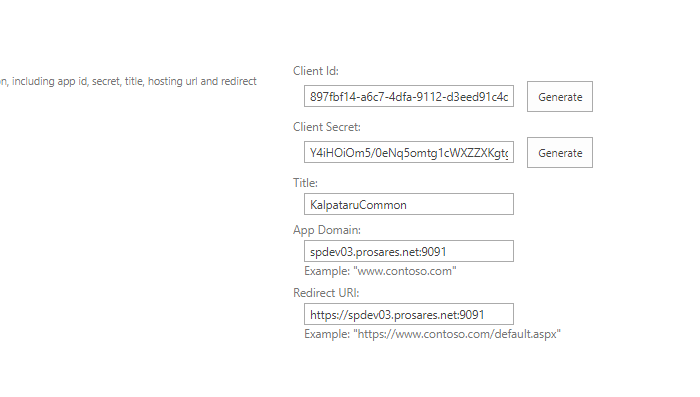 n, including app id, secret, title, hosting url and redirect
Client Id:
897fbf14-a6c7-4dfa-9112-d3eed91c4c
Generate
Client Secret:
Y4iHOiOm5/0eNq5omtg1cWXZZXKgtg
Generate
Title:
KalpataruCommon
App Domain:
spdev03.prosares.net:9091
Example: "www.contoso.com"
Redirect URI:
https://spdev03.prosares.net:9091
Example: "https://www.contoso.com/default.aspx"